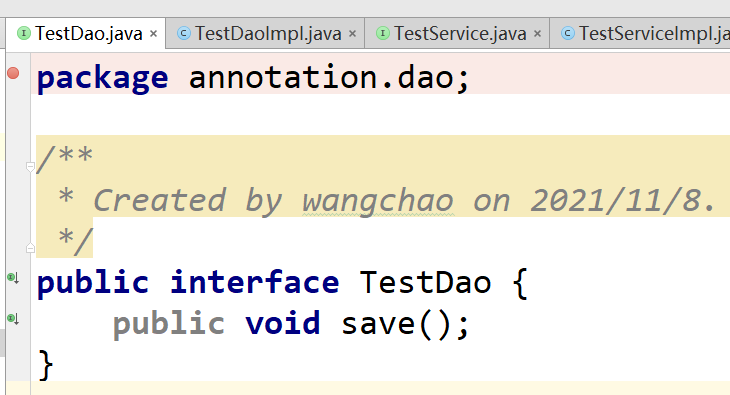 TestDao.java × TestDaoImpl.java × TestService.java × TestServiceImpl.ja
package annotation.dao;
/**
* Created by wangchao on 2021/11/8.
*/
public interface TestDao {
public void save();
}